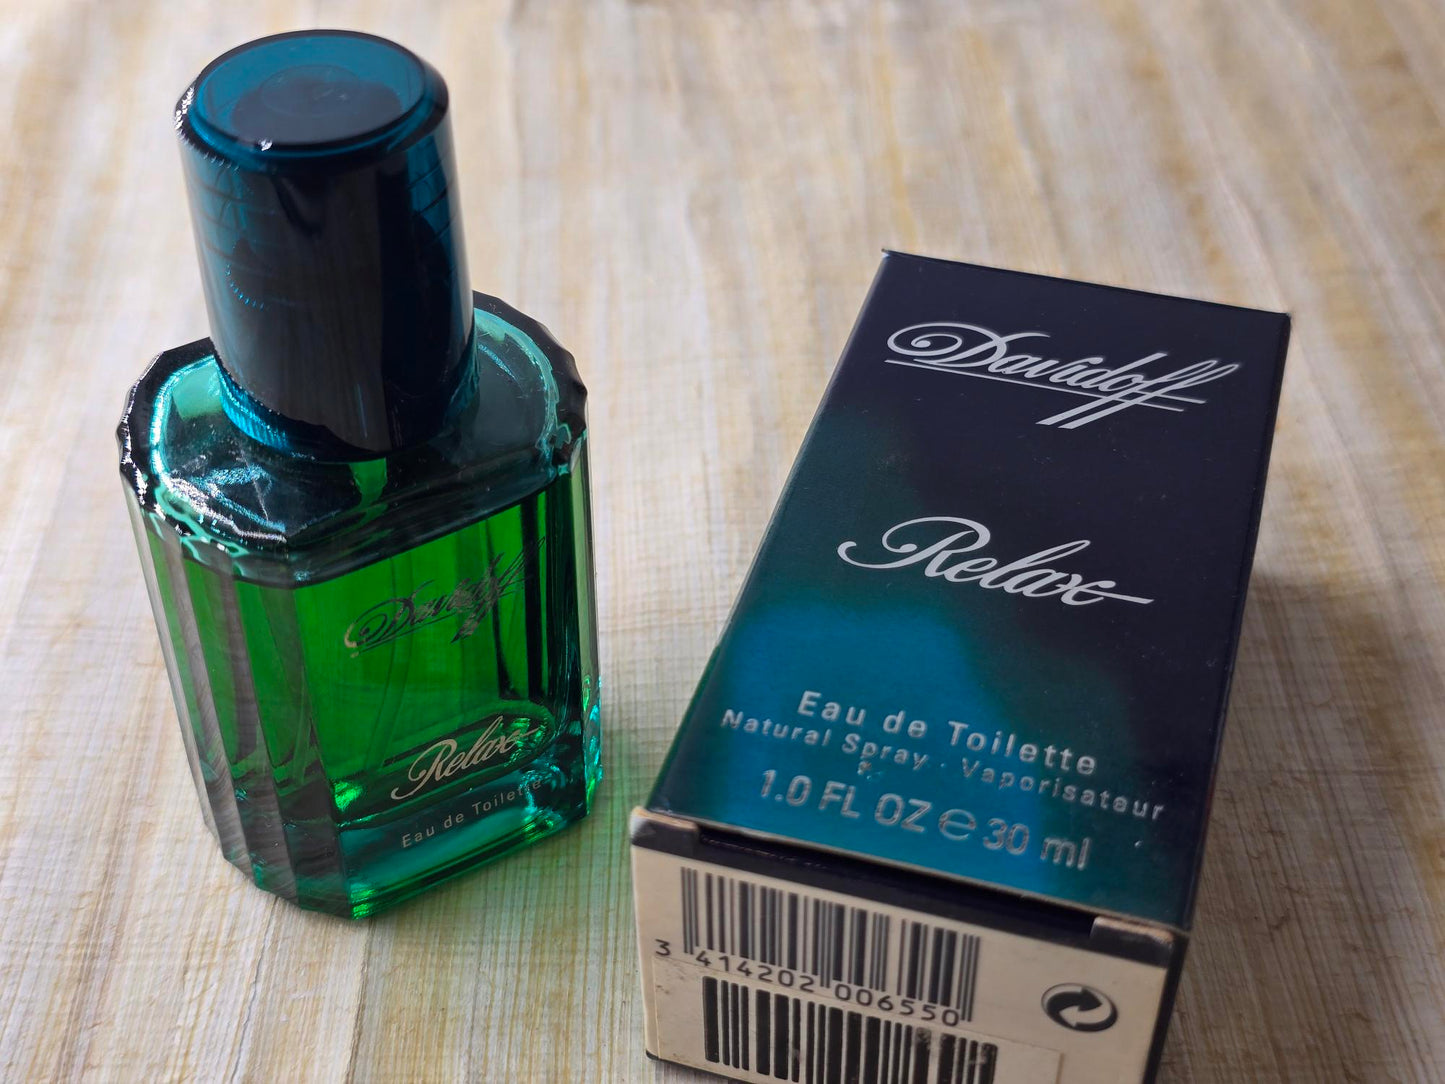 Davidoff
Relax
Eau de Toilette
Davidoff
Relax
Eau de Toilette
Natural Spray · Vaporisateur
1.0 FL OZ e 30 ml
3 414202 006550